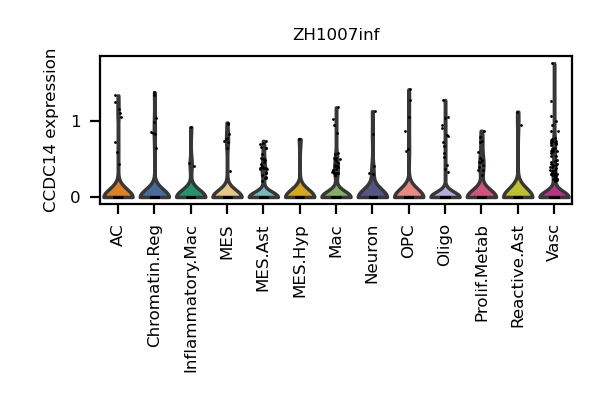 ZH1007inf
CCDC14 expression
1
0
AC
Chromatin.Reg
Inflammatory.Mac
MES
MES.Ast
MES.Hyp
Mac
Neuron
OPC
Oligo
Prolif.Metab
Reactive.Ast
Vasc